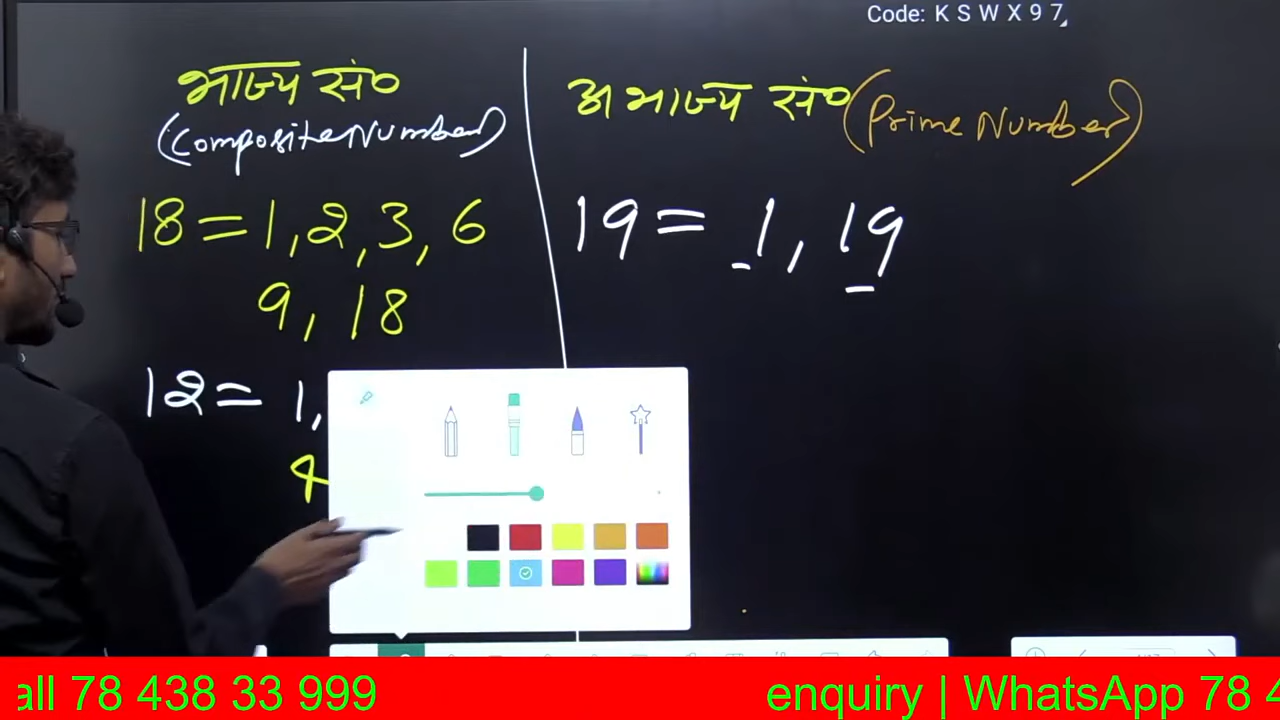 Code: K S W X 9 7
भाज्य सं०
(Composite Number)
18 = 1, 2, 3, 6
9, 18
12 = 1,
4
अभाज्य सं० (Prime Number)
19 = 1, 19
all 78 438 33 999
enquiry | WhatsApp 78 4